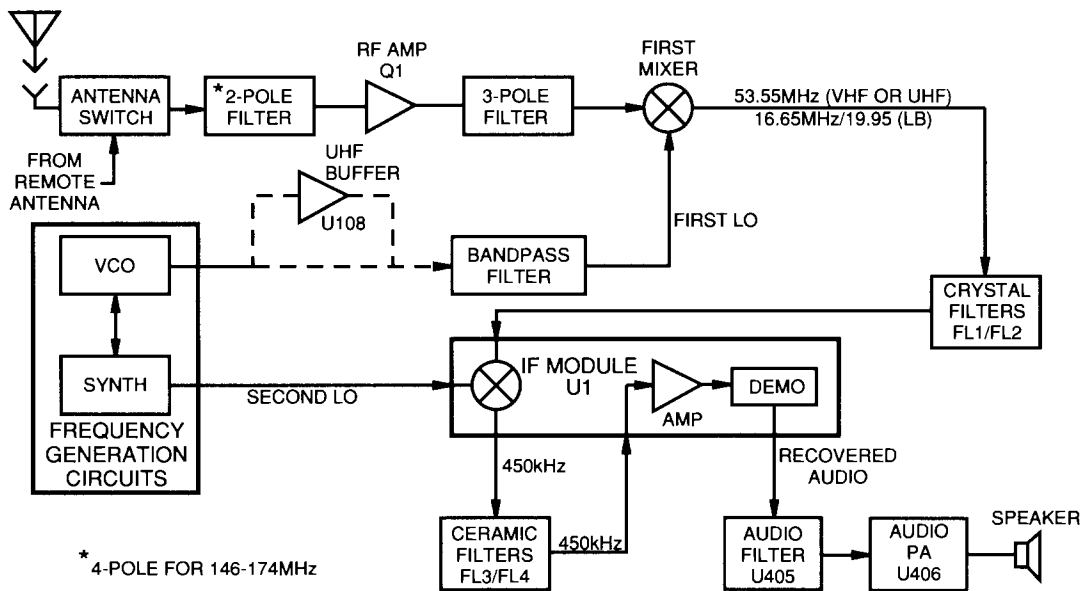 RF AMP
Q1
FIRST
MIXER
ANTENNA
SWITCH
*2-POLE
FILTER
3-POLE
FILTER
53.55MHz (VHF OR UHF)
16.65MHz/19.95 (LB)
FROM
REMOTE
ANTENNA
UHF
BUFFER
U108
FIRST LO
VCO
BANDPASS
FILTER
CRYSTAL
FILTERS
FL1/FL2
SYNTH
SECOND LO
IF MODULE
U1
AMP
DEMO
FREQUENCY
GENERATION
CIRCUITS
450kHz
RECOVERED
AUDIO
CERAMIC
FILTERS
FL3/FL4
450kHz
AUDIO
FILTER
U405
AUDIO
PA
U406
SPEAKER
*4-POLE FOR 146-174MHz